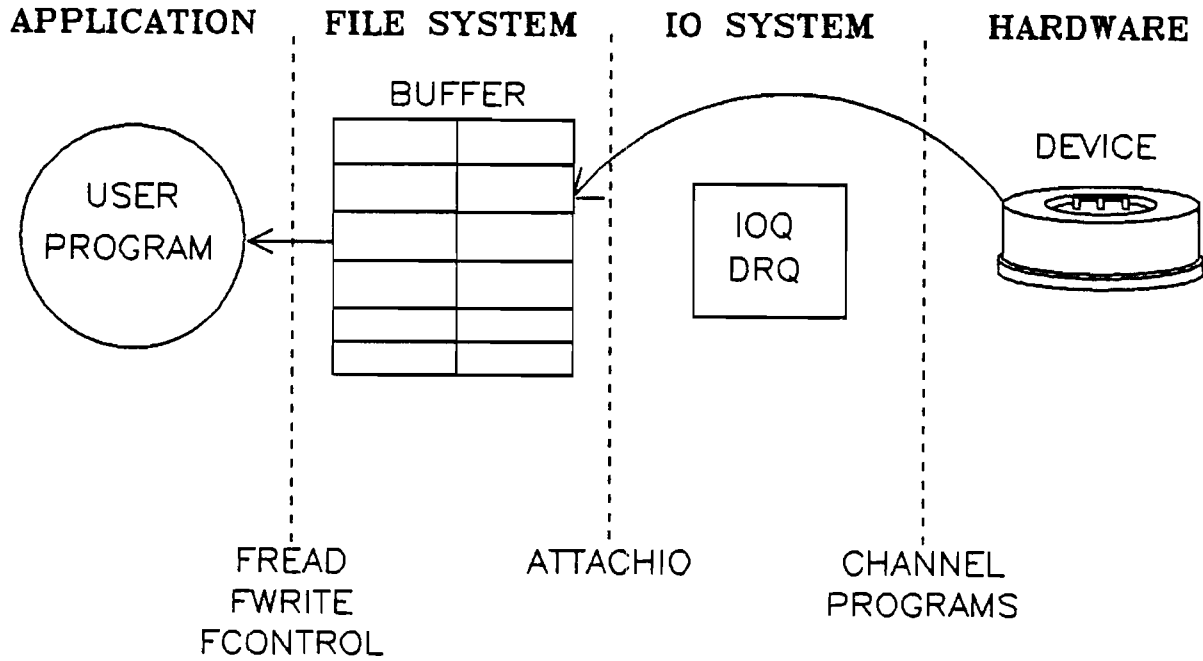 APPLICATION
FILE SYSTEM
IO SYSTEM
HARDWARE
BUFFER
DEVICE
USER
PROGRAM
IOQ
DRQ
FREAD
FWRITE
FCONTROL
ATTACHIO
CHANNEL
PROGRAMS